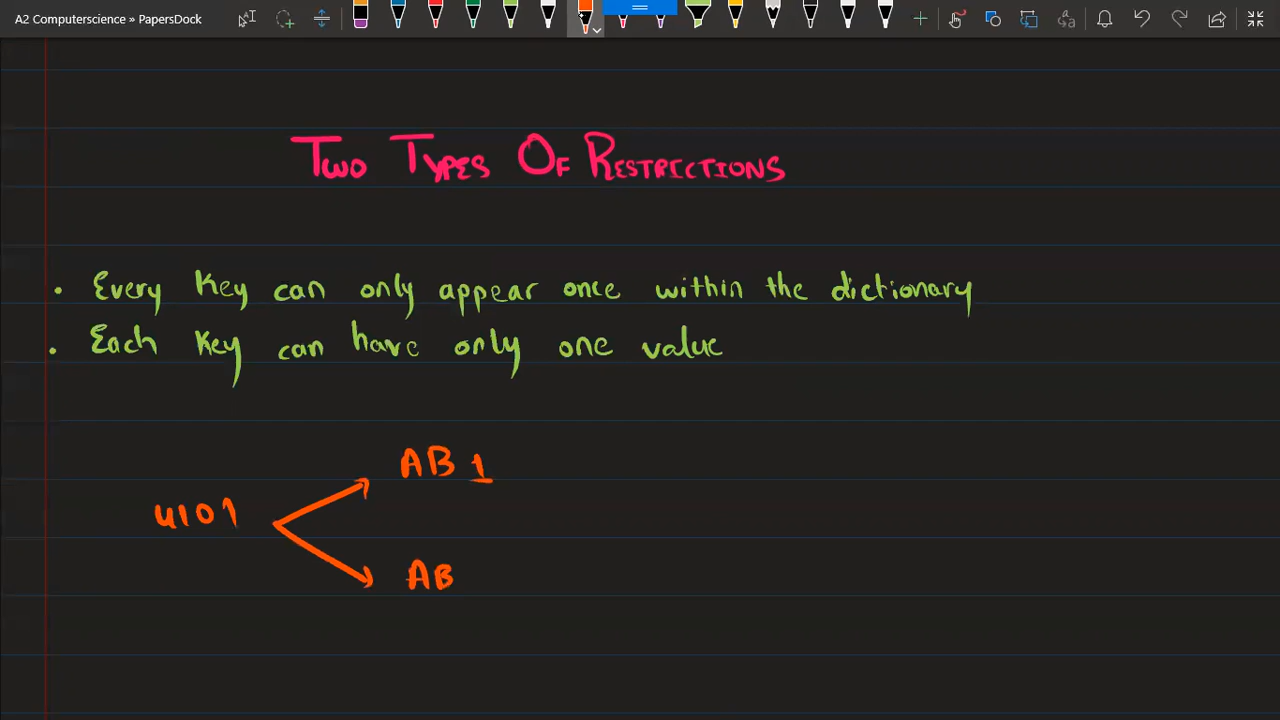 A2 Computerscience » PapersDock
Two Types Of Restrictions
• Every Key can only appear once within the dictionary
• Each Key can have only one value
AB 1
4101
AB